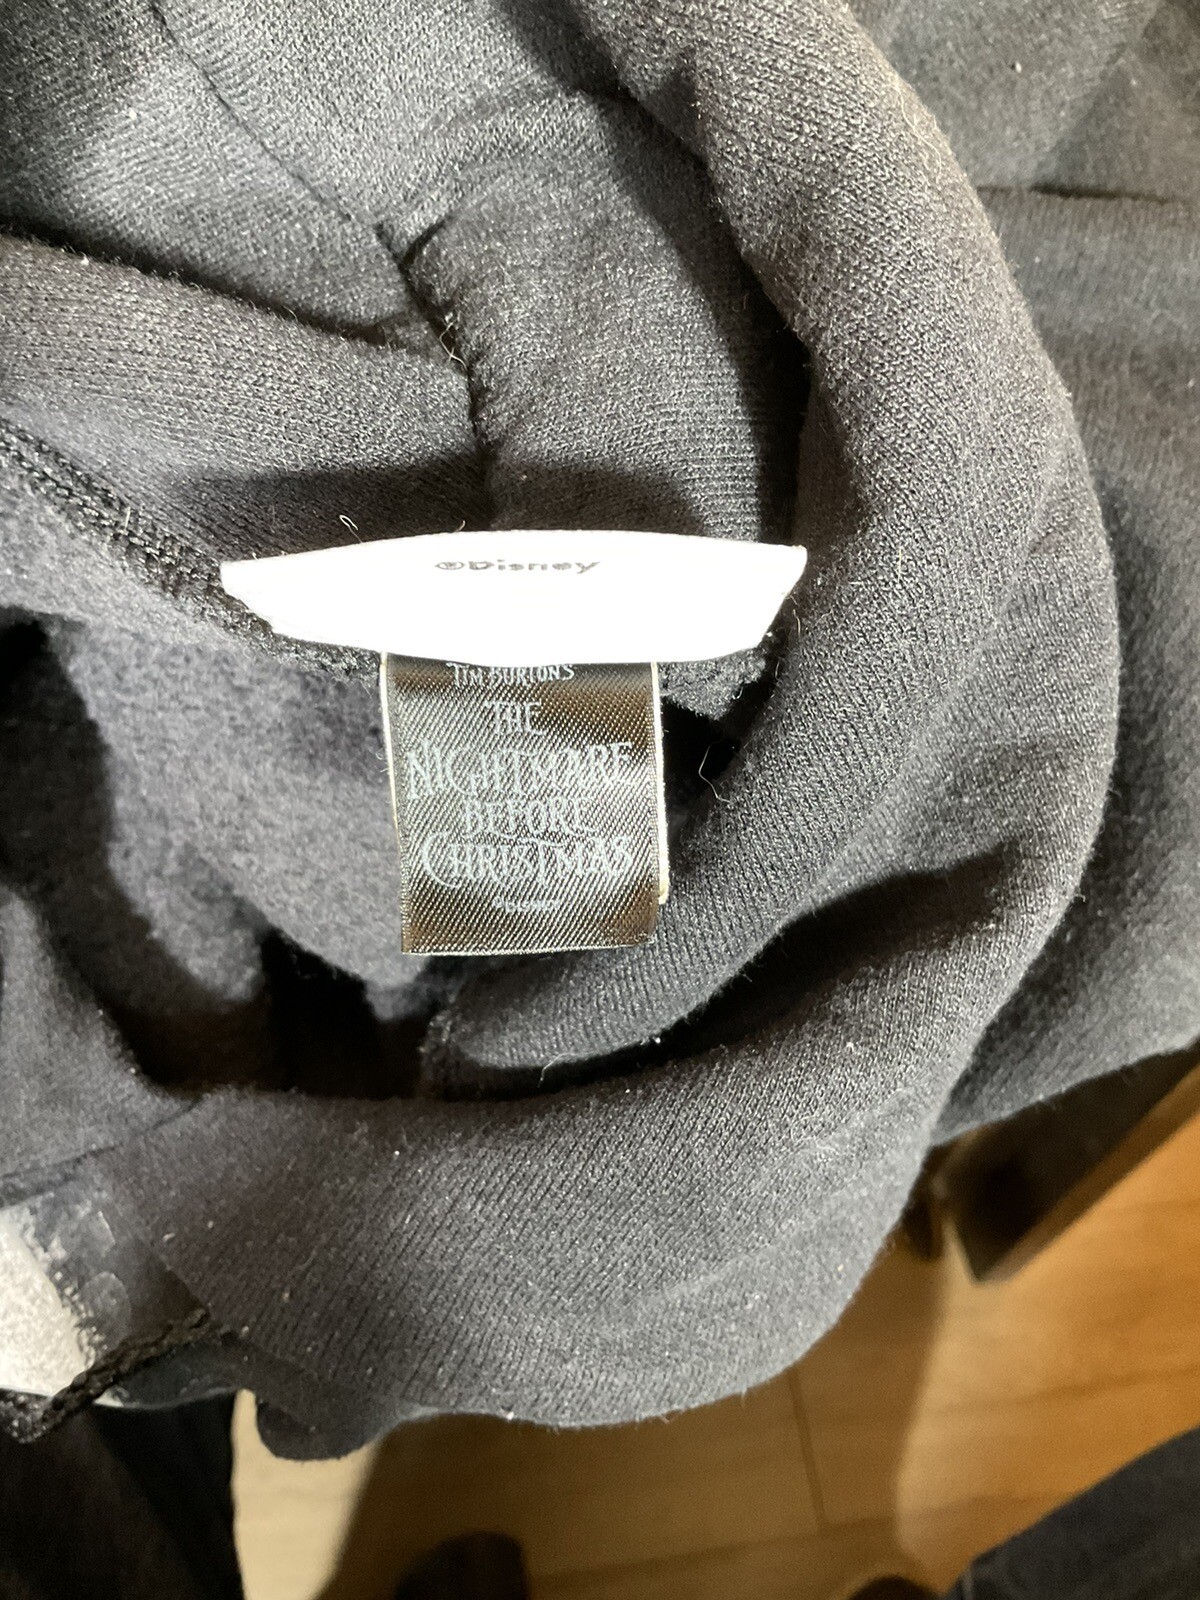 ©Disney
TIM BURTON'S
THE
NIGHTMARE
BEFORE
CHRISTMAS